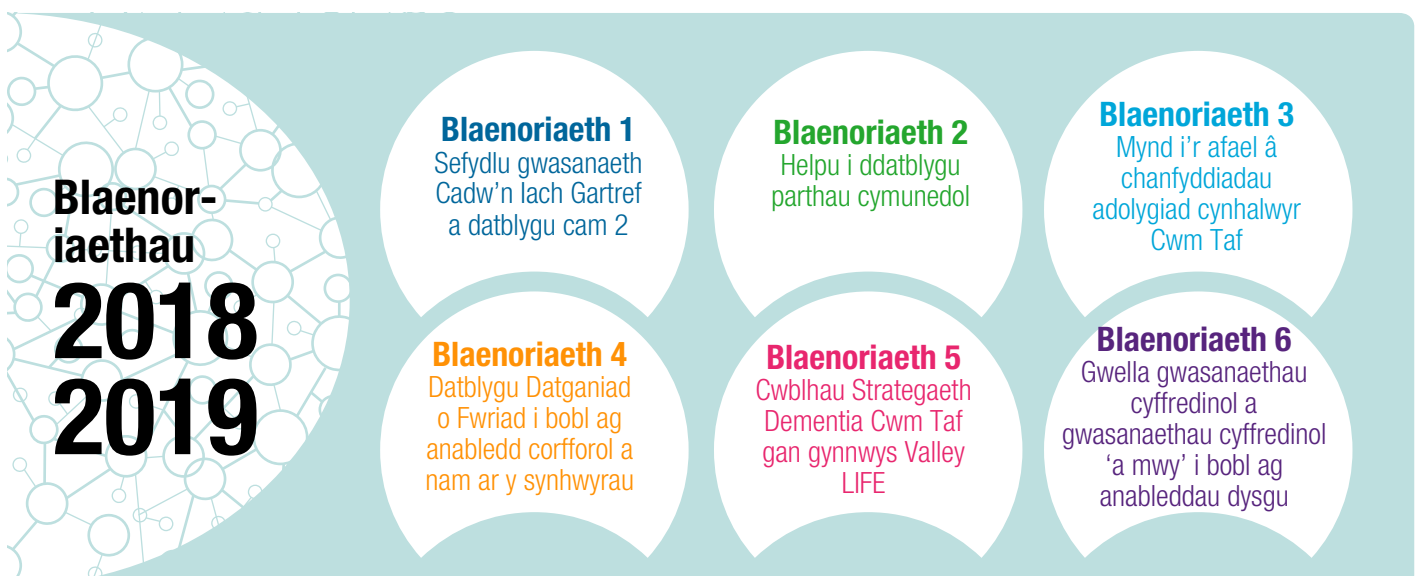 Blaenor-
iaethau
2018
2019
Blaenoriaeth 1
Sefydlu gwasanaeth
Cadw'n Iach Gartref
a datblygu cam 2
Blaenoriaeth 2
Helpu i ddatblygu
parthau cymunedol
Blaenoriaeth 3
Mynd i'r afael â
chanfyddiadau
adolygiad cynhalwyr
Cwm Taf
Blaenoriaeth 4
Datblygu Datganiad
o Fwriad i bobl ag
anabledd corfforol a
nam ar y synhwyrau
Blaenoriaeth 5
Cwblhau Strategaeth
Dementia Cwm Taf
gan gynnwys Valley
LIFE
Blaenoriaeth 6
Gwella gwasanaethau
cyffredinol a
gwasanaethau cyffredinol
‘a mwy’ i bobl ag
anableddau dysgu